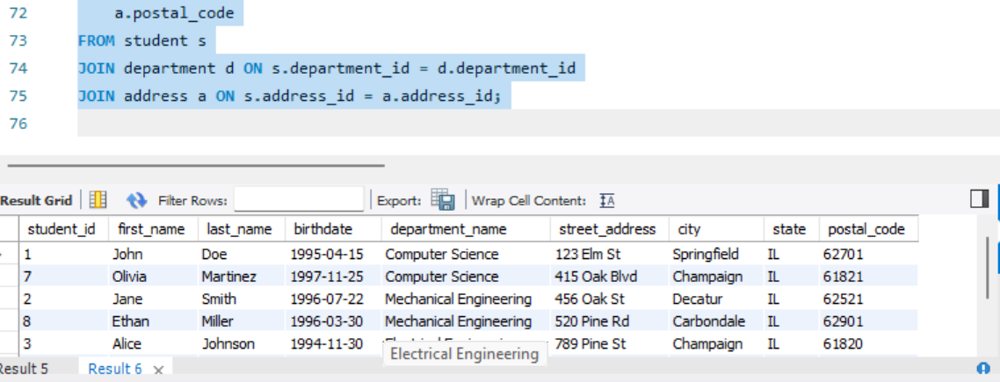 72 a.postal_code
73 FROM student s
74 JOIN department d ON s.department_id = d.department_id
75 JOIN address a ON s.address_id = a.address_id;
76
Result Grid Filter Rows: Export: Wrap Cell Content: IA
student_id first_name last_name birthdate department_name street_address city state postal_code
1 John Doe 1995-04-15 Computer Science 123 Elm St Springfield IL 62701
7 Olivia Martinez 1997-11-25 Computer Science 415 Oak Blvd Champaign IL 61821
2 Jane Smith 1996-07-22 Mechanical Engineering 456 Oak St Decatur IL 62521
8 Ethan Miller 1996-03-30 Mechanical Engineering 520 Pine Rd Carbondale IL 62901
3 Alice Johnson 1994-11-30 789 Pine St Champaign IL 61820
Electrical Engineering
Result 5 Result 6